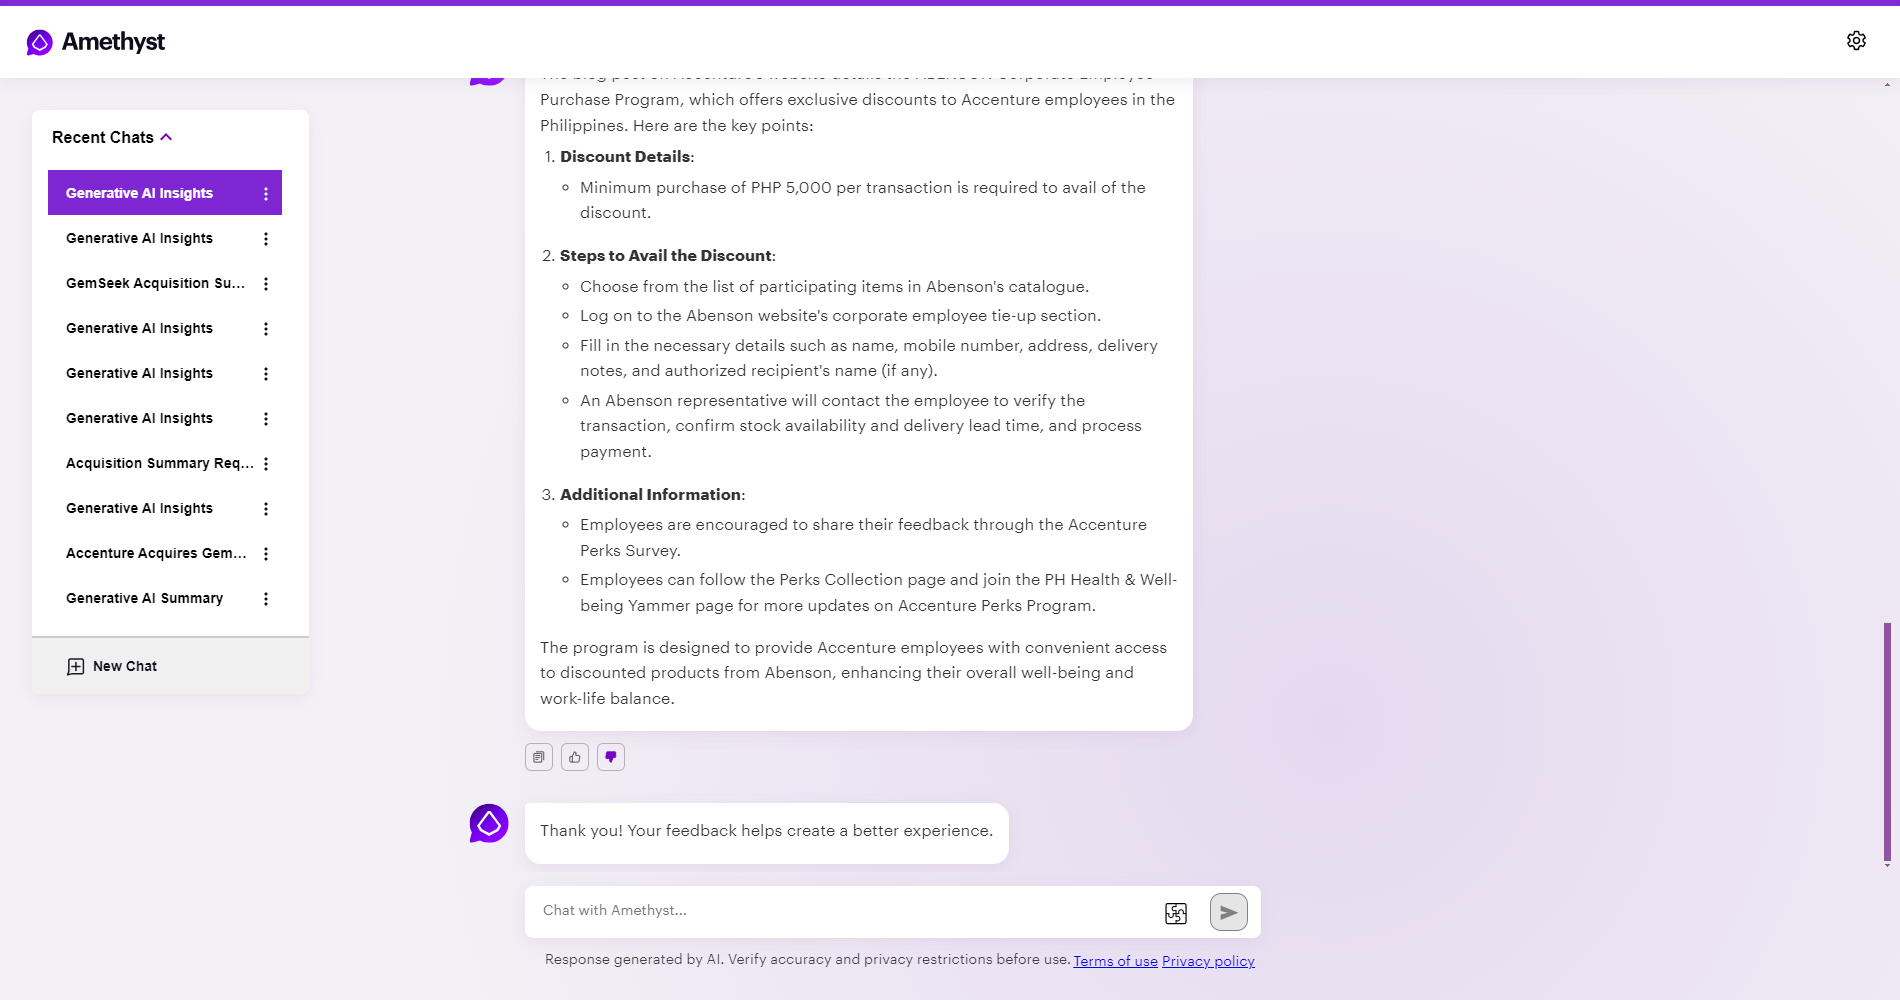 Amethyst
Recent Chats
Generative AI Insights
Generative AI Insights
GemSeek Acquisition Su...
Generative AI Insights
Generative AI Insights
Generative AI Insights
Acquisition Summary Req...
Generative AI Insights
Accenture Acquires Gem...
Generative AI Summary
New Chat
Purchase Program, which offers exclusive discounts to Accenture employees in the
Philippines. Here are the key points:
1. Discount Details:
Minimum purchase of PHP 5,000 per transaction is required to avail of the
discount.
2. Steps to Avail the Discount:
Choose from the list of participating items in Abenson's catalogue.
Log on to the Abenson website's corporate employee tie-up section.
Fill in the necessary details such as name, mobile number, address, delivery
notes, and authorized recipient's name (if any).
An Abenson representative will contact the employee to verify the
transaction, confirm stock availability and delivery lead time, and process
payment.
3. Additional Information:
Employees are encouraged to share their feedback through the Accenture
Perks Survey.
Employees can follow the Perks Collection page and join the PH Health & Well-
being Yammer page for more updates on Accenture Perks Program.
The program is designed to provide Accenture employees with convenient access
to discounted products from Abenson, enhancing their overall well-being and
work-life balance.
Thank you! Your feedback helps create a better experience.
Chat with Amethyst...
Response generated by AI. Verify accuracy and privacy restrictions before use. Terms of use Privacy policy